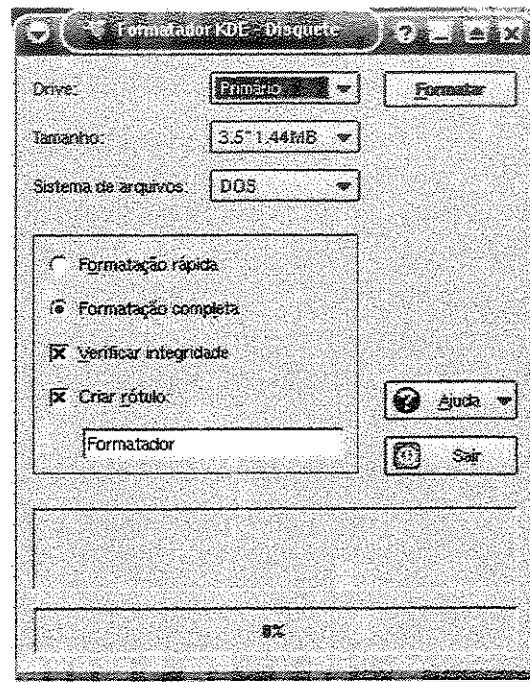 Formatador KDE - Disquete
Drive: Primário Formatar
Tamanho: 3.5" 1.44MB
Sistema de arquivos: DOS
Formatação rápida
Formatação completa
Verificar integridade
Criar rótulo: Ajuda
Formatador
Sair
0%